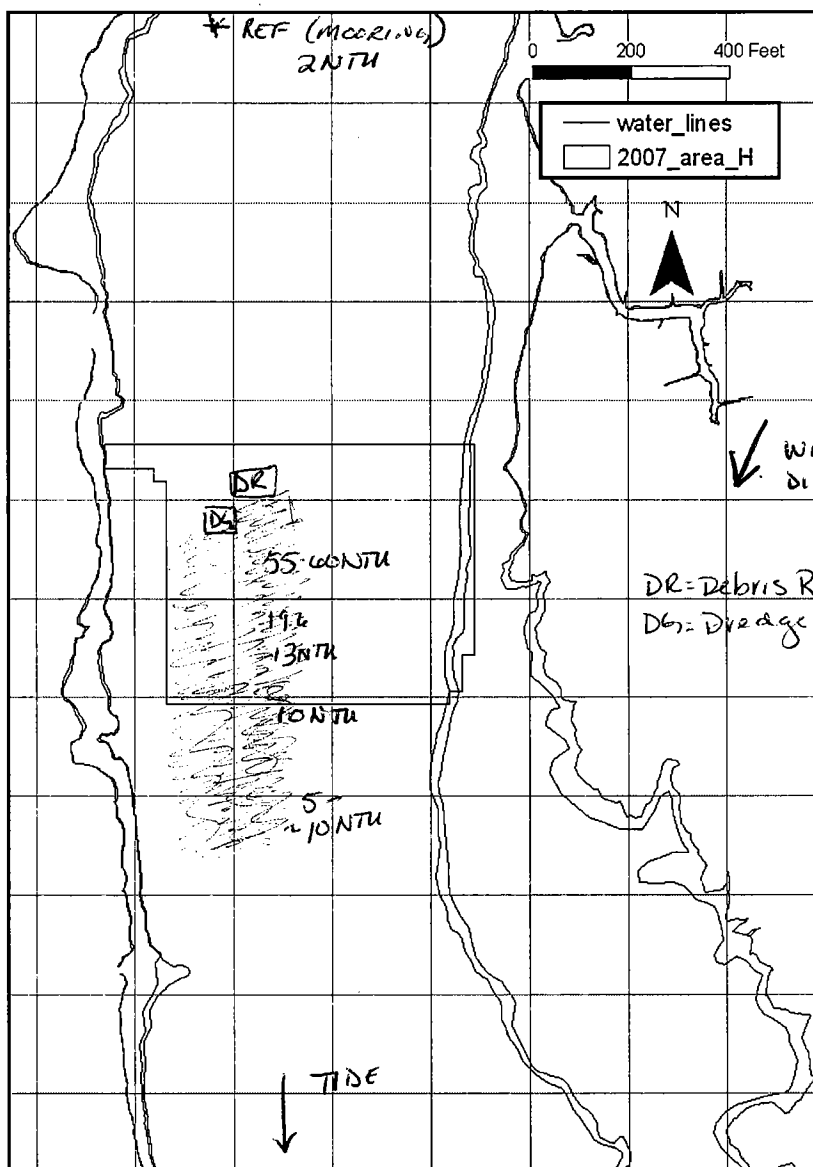 REF (MOORING)
2NTU
0 200 400 Feet
water_lines
2007_area_H
N
DR
DG
55-60NTU
13NTU
10NTU
5-
~10NTU
DR=Debris R
DG=Dredge
TIDE